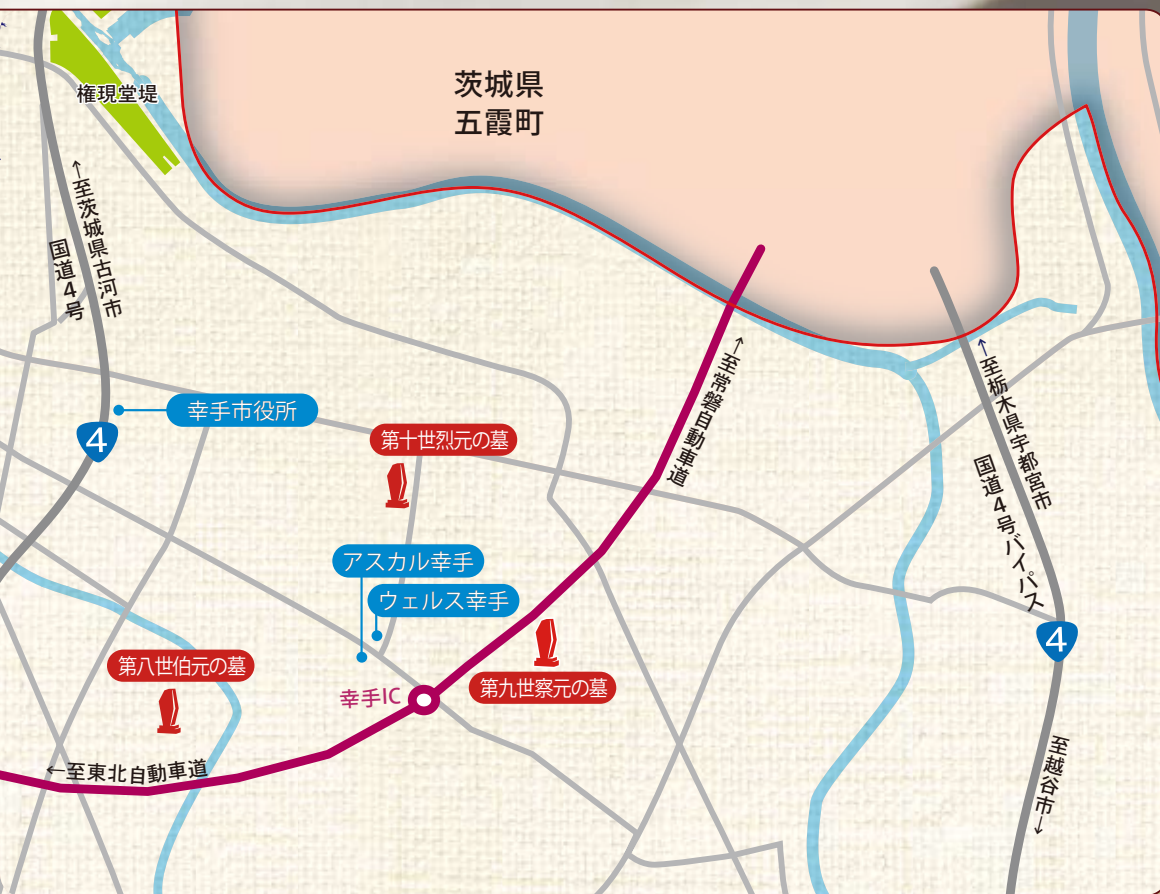 茨城県
五霞町
権現堂堤
↑至茨城県古河市
国道4号
幸手市役所
4
第十世烈元の墓
↑至常磐自動車道
↑至栃木県宇都宮市
国道4号バイパス
アスカル幸手
ウェルス幸手
4
第八世伯元の墓
第九世察元の墓
幸手IC
←至東北自動車道
至越谷市↓